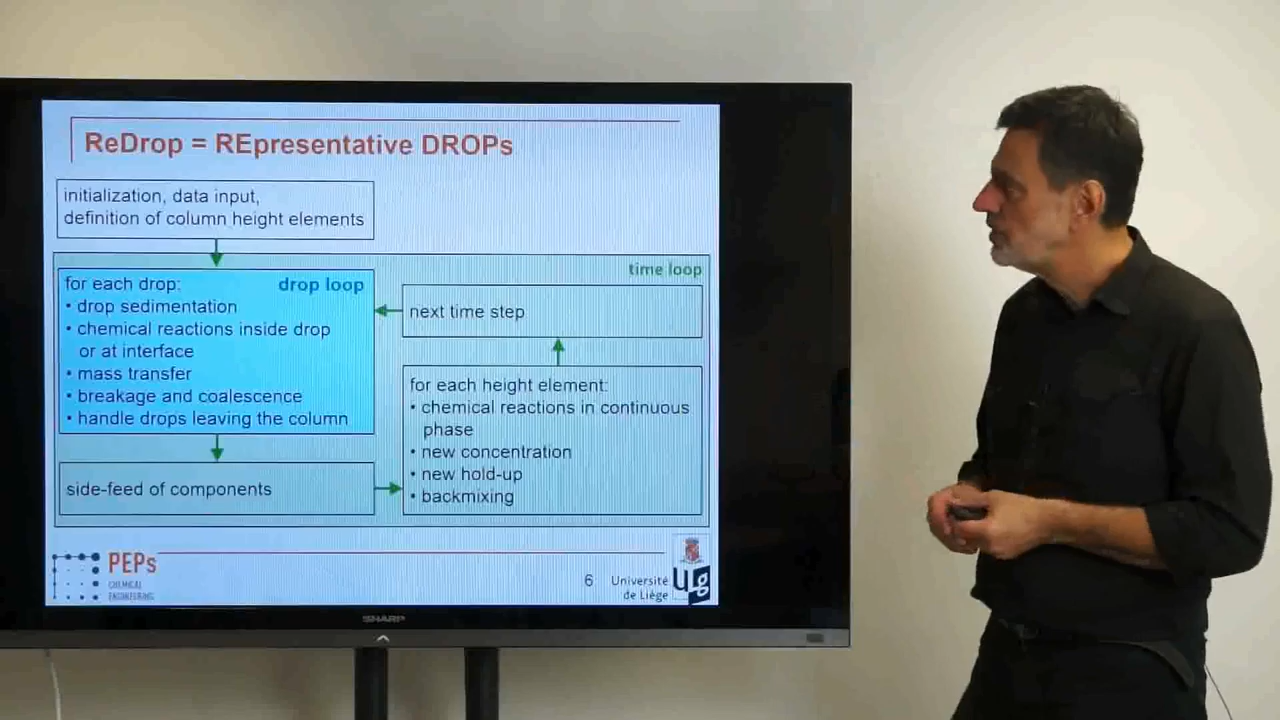 ReDrop = REpresentative DROPs
initialization, data input,
definition of column height elements
time loop
for each drop:
drop loop
• drop sedimentation
• chemical reactions inside drop
or at interface
• mass transfer
• breakage and coalescence
• handle drops leaving the column
side-feed of components
next time step
for each height element:
• chemical reactions in continuous
phase
• new concentration
• new hold-up
• backmixing
PEPs
CHEMICAL
ENGINEERING
6
Université
de Liège
ulg
SHARP